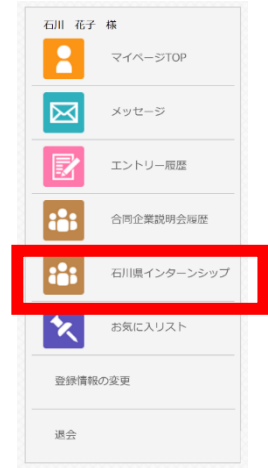 石川 花子 様
マイページTOP
メッセージ
エントリー履歴
合同企業説明会履歴
石川県インターンシップ
お気に入リスト
登録情報の変更
退会